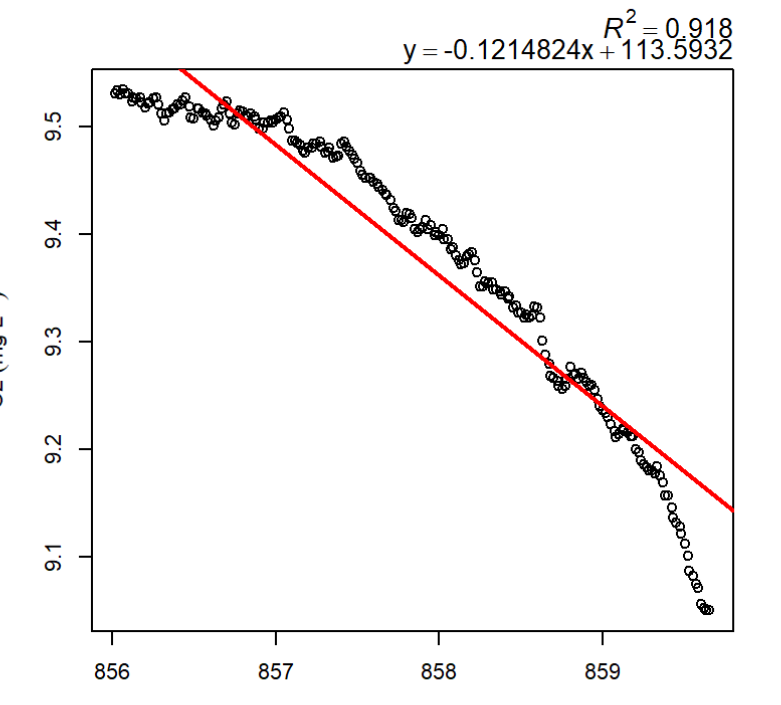 R² = 0.918
y = -0.1214824x + 113.5932
9.5
9.4
9.3
9.2
9.1
856 857 858 859